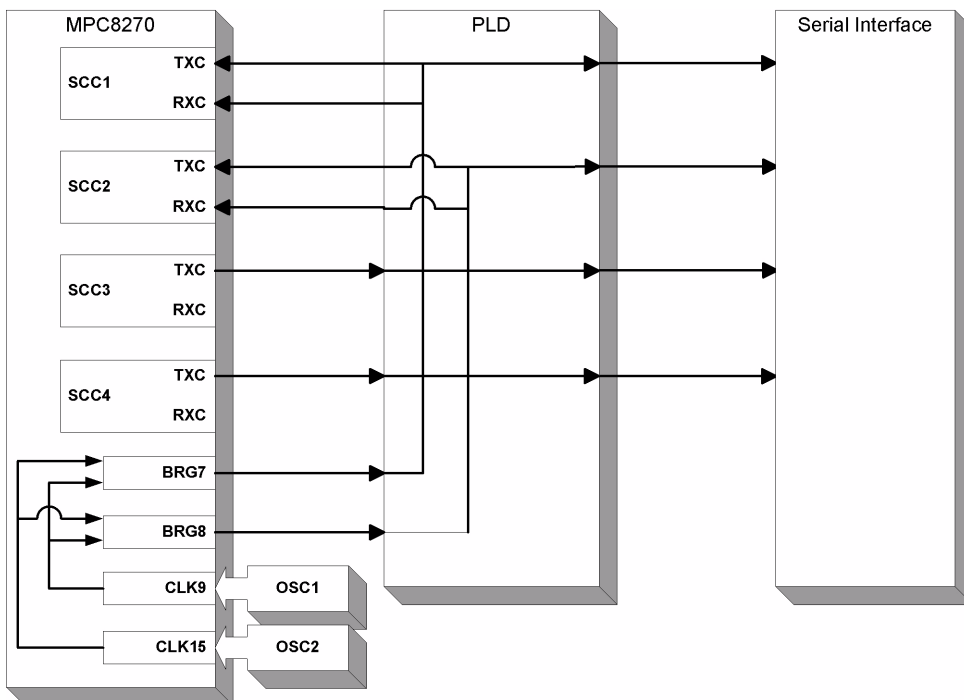 MPC8270
PLD
Serial Interface
SCC1
TXC
RXC
SCC2
TXC
RXC
SCC3
TXC
RXC
SCC4
TXC
RXC
BRG7
BRG8
CLK9
OSC1
CLK15
OSC2